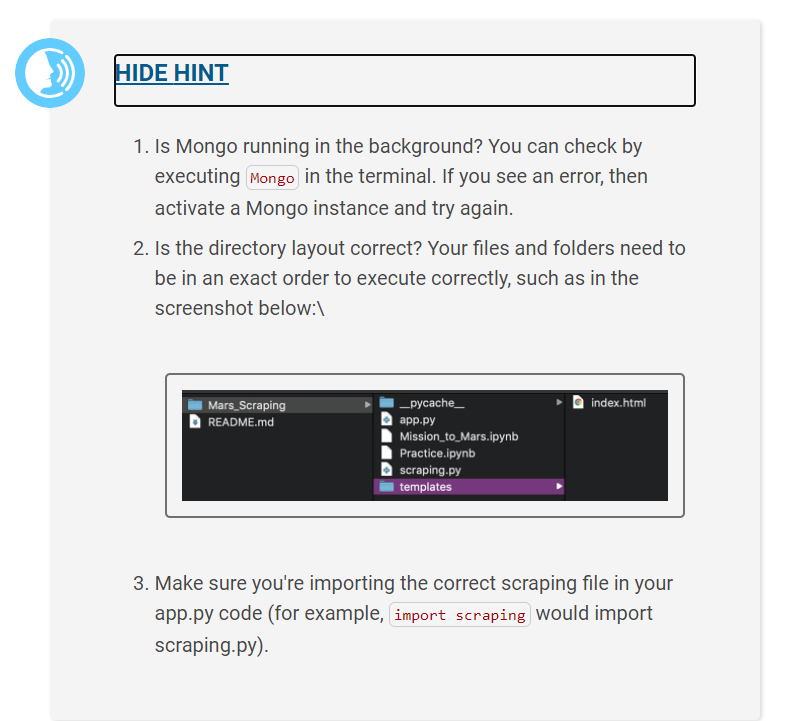 HIDE HINT
1. Is Mongo running in the background? You can check by
executing Mongo in the terminal. If you see an error, then
activate a Mongo instance and try again.
2. Is the directory layout correct? Your files and folders need to
be in an exact order to execute correctly, such as in the
screenshot below:\
Mars_Scraping
README.md
__pycache__
app.py
Mission_to_Mars.ipynb
Practice.ipynb
scraping.py
templates
index.html
3. Make sure you're importing the correct scraping file in your
app.py code (for example, import scraping would import
scraping.py).